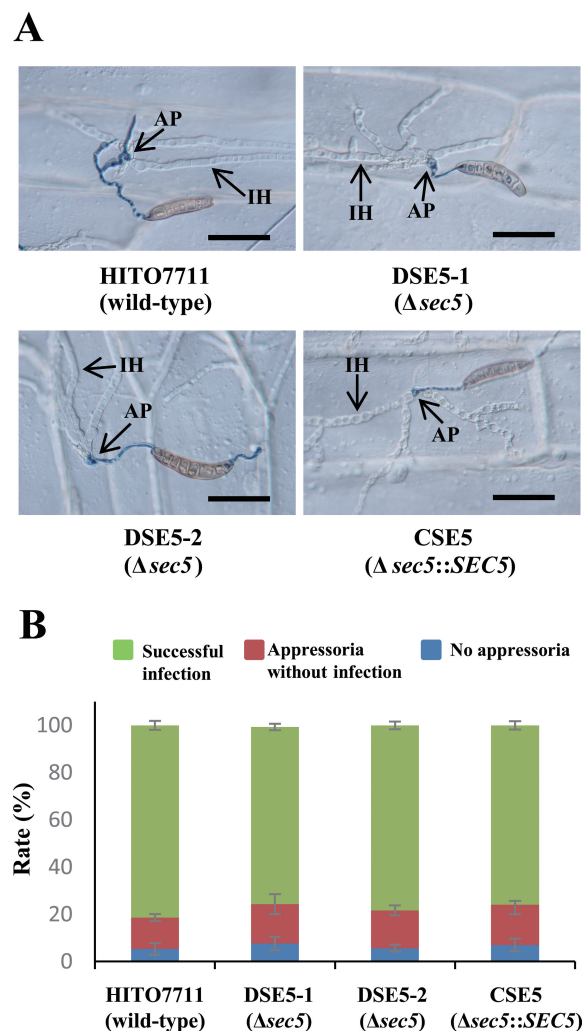 A
AP
IH
IH
AP
HITO7711
(wild-type)
DSE5-1
(Δsec5)
IH
AP
IH
AP
DSE5-2
(Δsec5)
CSE5
(Δsec5::SEC5)
B
Successful
infection
Appressoria
without infection
No appressoria
Rate (%)
100
80
60
40
20
0
HITO7711
(wild-type)
DSE5-1
(Δsec5)
DSE5-2
(Δsec5)
CSE5
(Δsec5::SEC5)